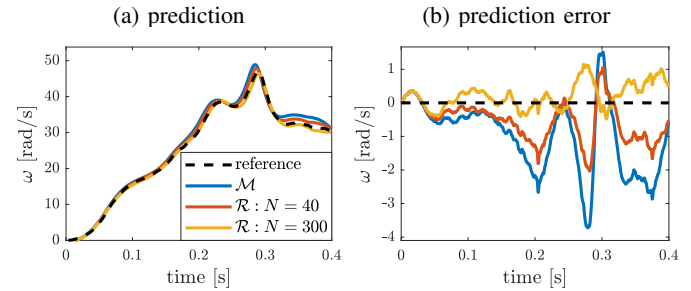 (a) prediction
(b) prediction error
50
40
30
20
10
0
ω [rad/s]
reference
M
R : N = 40
R : N = 300
0
0.1
0.2
0.3
0.4
time [s]
1
0
-1
-2
-3
-4
ω [rad/s]
0
0.1
0.2
0.3
0.4
time [s]